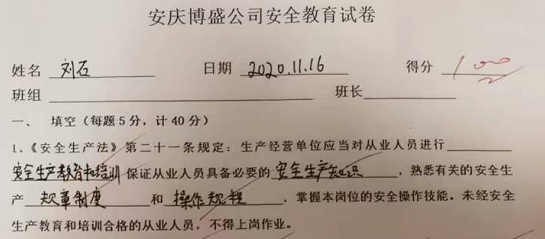 安庆博盛公司安全教育试卷
姓名 刘石 日期 2020.11.16 得分 100
班组 班长
一、 填空（每题5分，计40分）
1、《安全生产法》第二十一条规定：生产经营单位应当对从业人员进行
安全生产教育和培训 保证从业人员具备必要的 安全生产知识 ，熟悉有关的安全生
产 规章制度 和 操作规程 ，掌握本岗位的安全操作技能。未经安全
生产教育和培训合格的从业人员，不得上岗作业。